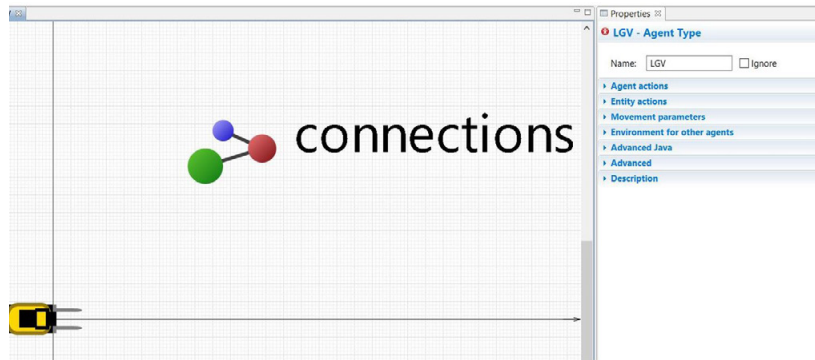 Properties
LGV - Agent Type
Name:
LGV
Ignore
Agent actions
Entity actions
Movement parameters
Environment for other agents
Advanced Java
Advanced
Description
connections